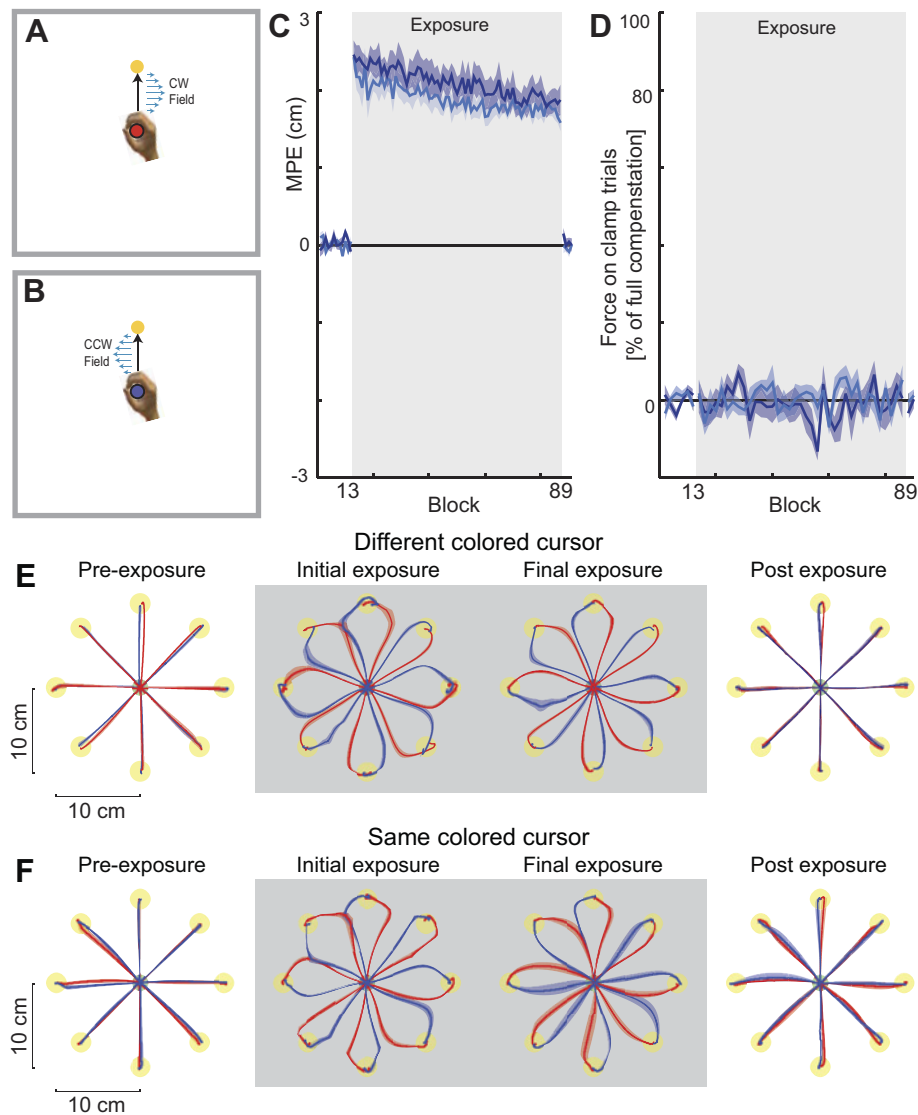 A
CW
Field
B
CCW
Field
C
3
Exposure
MPE (cm)
0
-3
13
89
Block
D
100
Exposure
80
Force on clamp trials
[% of full compenstation]
0
13
89
Block
Different colored cursor
E
Pre-exposure
Initial exposure
Final exposure
Post exposure
10 cm
10 cm
Same colored cursor
F
Pre-exposure
Initial exposure
Final exposure
Post exposure
10 cm
10 cm